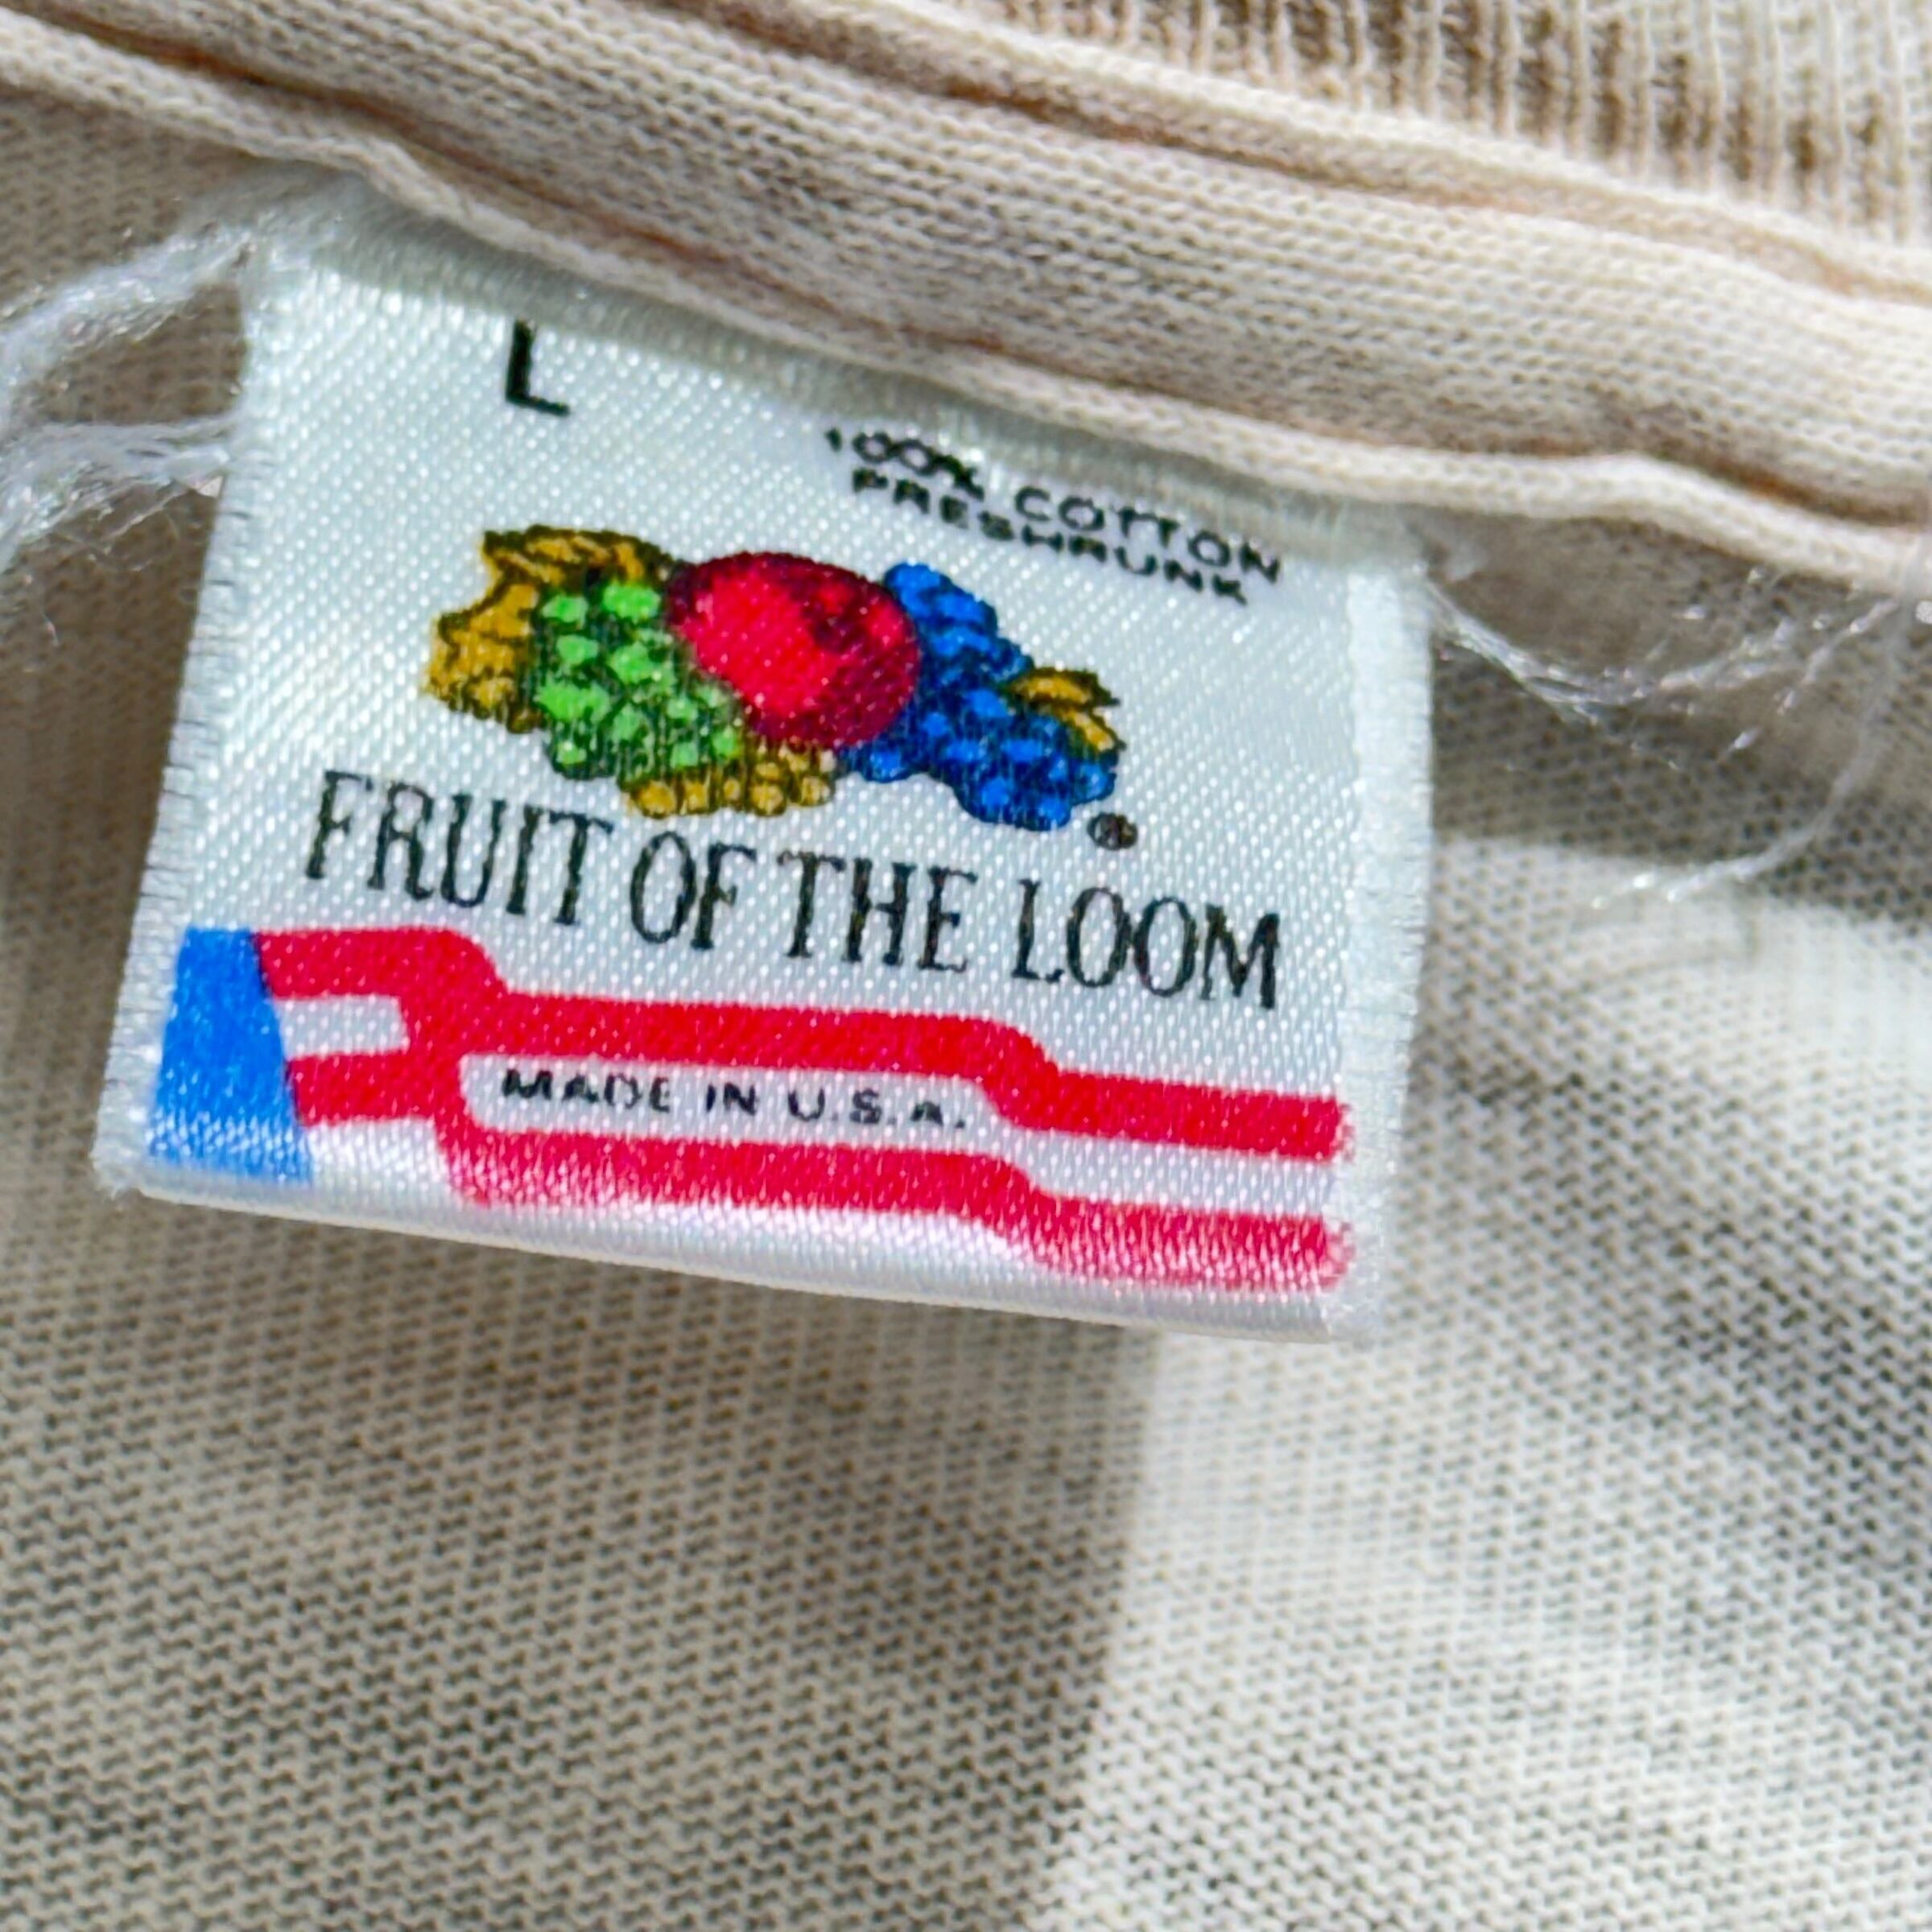 L
100% COTTON
PRESHRUNK
®
FRUIT OF THE LOOM
MADE IN U.S.A.